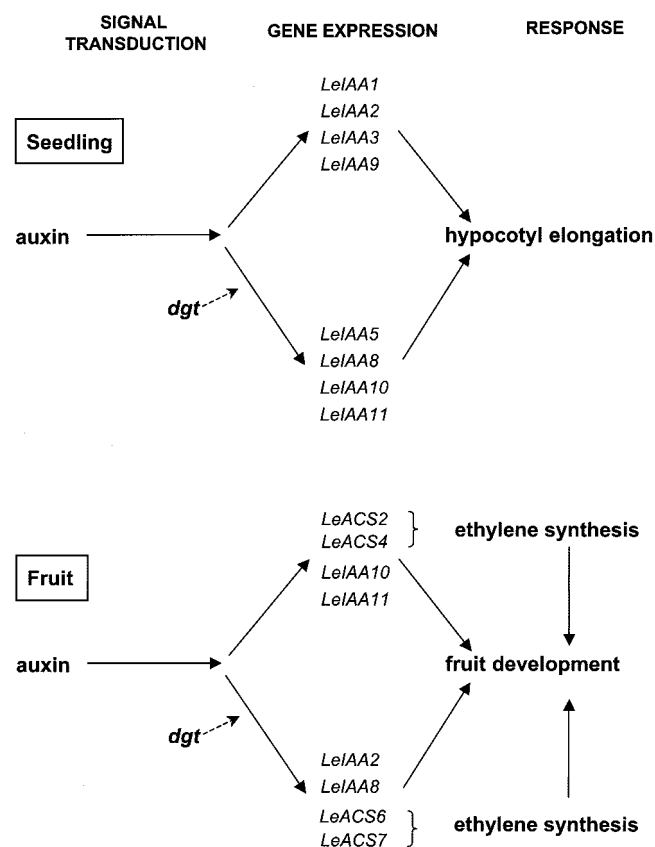 SIGNAL TRANSDUCTION
GENE EXPRESSION
RESPONSE
Seedling
LeIAA1
LeIAA2
LeIAA3
LeIAA9
auxin
hypocotyl elongation
dgt
LeIAA5
LeIAA8
LeIAA10
LeIAA11
Fruit
LeACS2
LeACS4
ethylene synthesis
LeIAA10
LeIAA11
auxin
fruit development
dgt
LeIAA2
LeIAA8
LeACS6
LeACS7
ethylene synthesis